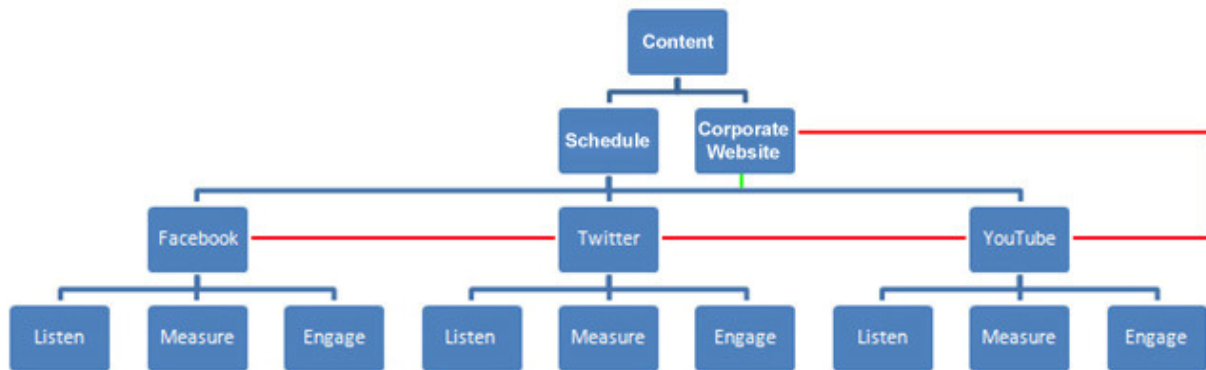 Content
Schedule
Corporate
Website
Facebook
Twitter
YouTube
Listen
Measure
Engage
Listen
Measure
Engage
Listen
Measure
Engage